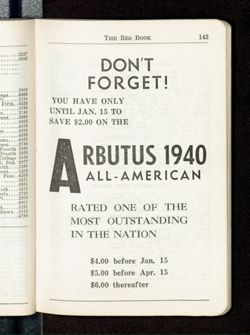 THE RED BOOK 143
DON'T
FORGET!
YOU HAVE ONLY
UNTIL JAN. 15 TO
SAVE $2.00 ON THE
ARBUTUS 1940
ALL-AMERICAN
RATED ONE OF THE
MOST OUTSTANDING
IN THE NATION
$4.00 before Jan. 15
$5.00 before Apr. 15
$6.00 thereafter